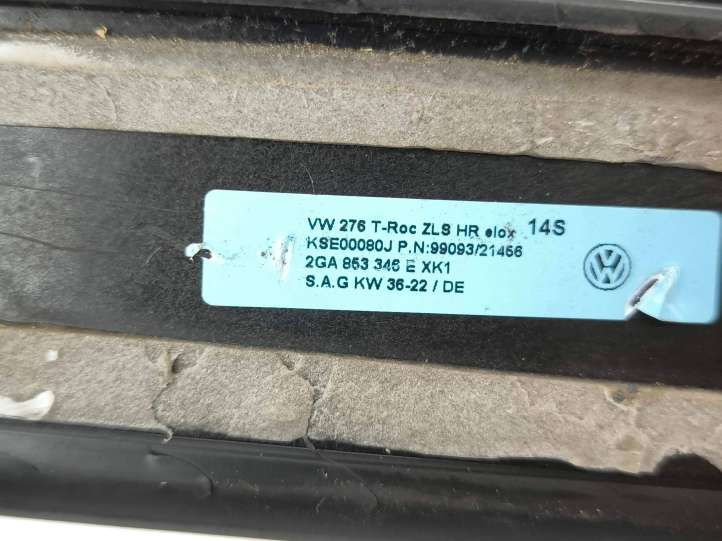 VW 276 T-Roc ZLS HR elox 14S
KSE00080J P.N:99093/21456
2GA 853 346 E XK1
S.A.G KW 36-22 / DE